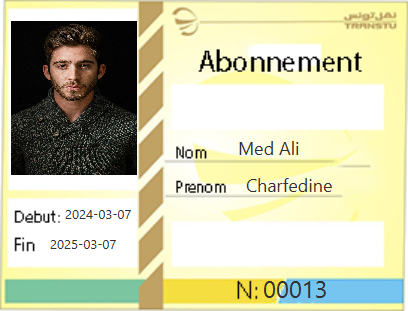 نقل تونس
TRANSTU
Abonnement
Nom Med Ali
Prenom Charfedine
Debut: 2024-03-07
Fin 2025-03-07
N: 00013